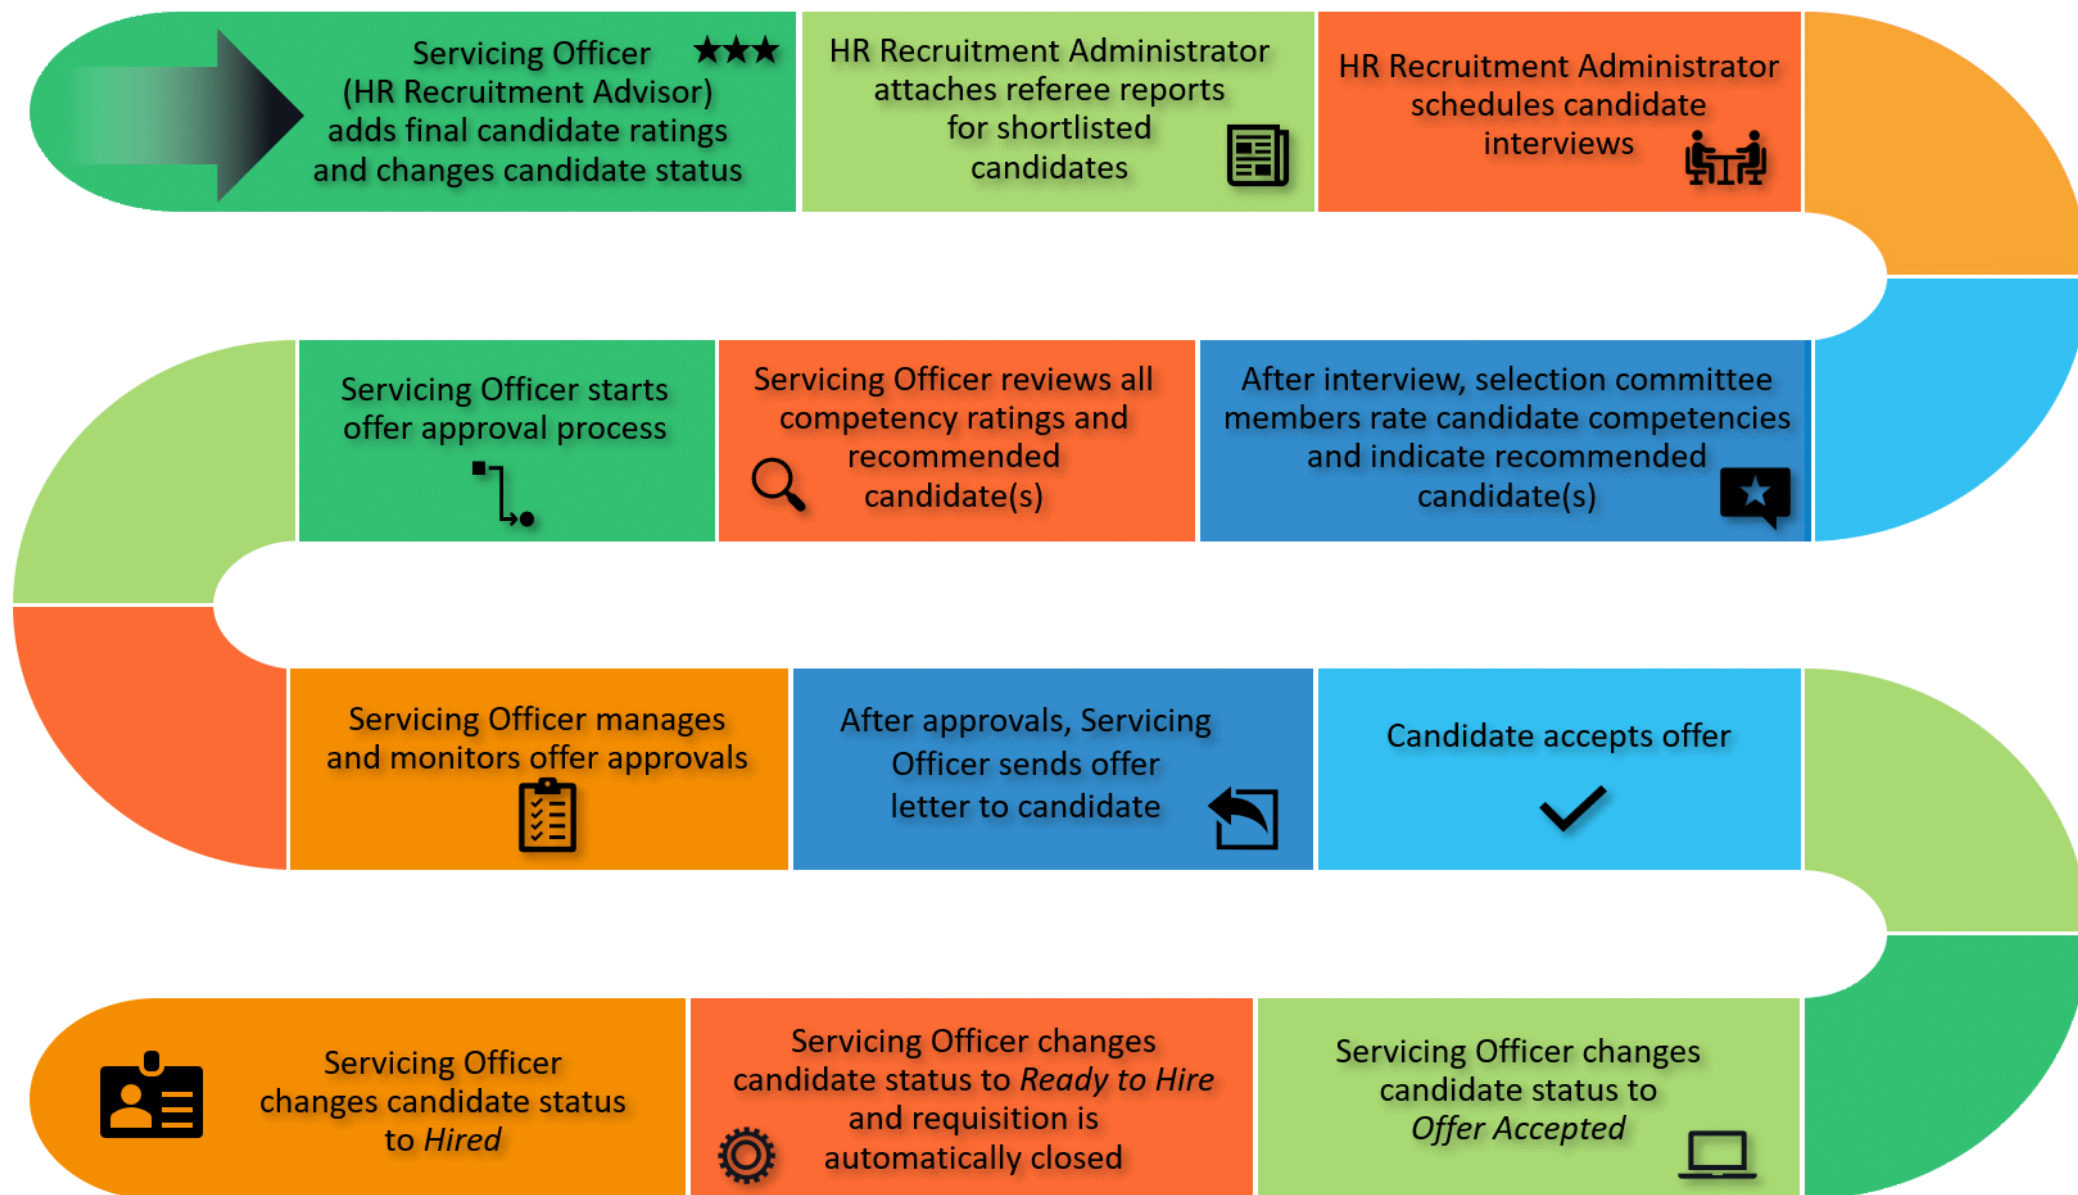 Servicing Officer
(HR Recruitment Advisor)
adds final candidate ratings
and changes candidate status
HR Recruitment Administrator
attaches referee reports
for shortlisted
candidates
HR Recruitment Administrator
schedules candidate
interviews
After interview, selection committee
members rate candidate competencies
and indicate recommended
candidate(s)
Servicing Officer reviews all
competency ratings and
recommended
candidate(s)
Servicing Officer starts
offer approval process
Servicing Officer manages
and monitors offer approvals
After approvals, Servicing
Officer sends offer
letter to candidate
Candidate accepts offer
Servicing Officer changes
candidate status to
Offer Accepted
Servicing Officer changes
candidate status to Ready to Hire
and requisition is
automatically closed
Servicing Officer
changes candidate status
to Hired